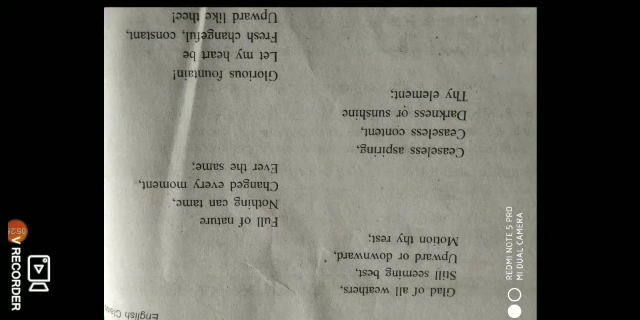 English Clas
Glad of all weathers,
Still seeming best,
Upward or downward,
Motion thy rest;
Full of nature
Nothing can tame,
Changed every moment,
Ever the same;
Ceaseless aspiring,
Ceaseless content,
Darkness or sunshine
Thy element;
Glorious fountain!
Let my heart be
Fresh changeful, constant,
Upward like thee!
REDMI NOTE 5 PRO
MI DUAL CAMERA
V RECORDER